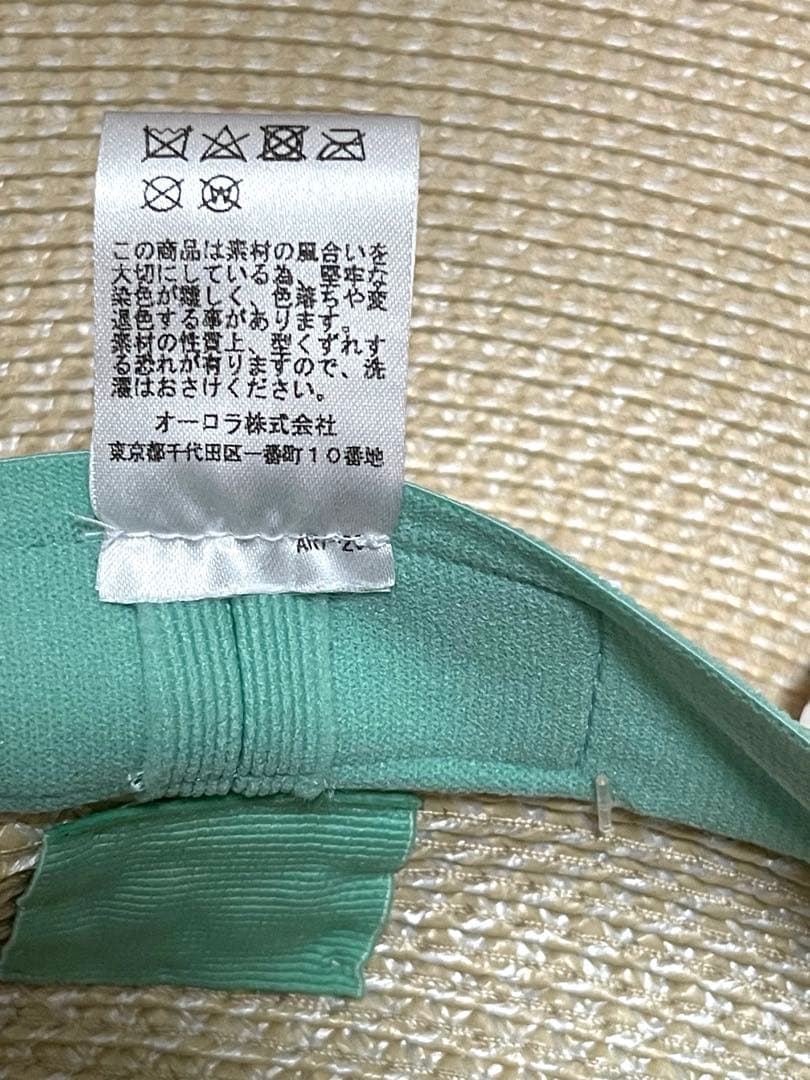 この商品は素材の風合いを
大切にしている為、堅牢な
染色が難しく、色落ちや変
退色する事があります。
素材の性質上、型くずれす
る恐れが有りますので、洗
濯はおさけください。
オーロラ株式会社
東京都千代田区一番町10番地